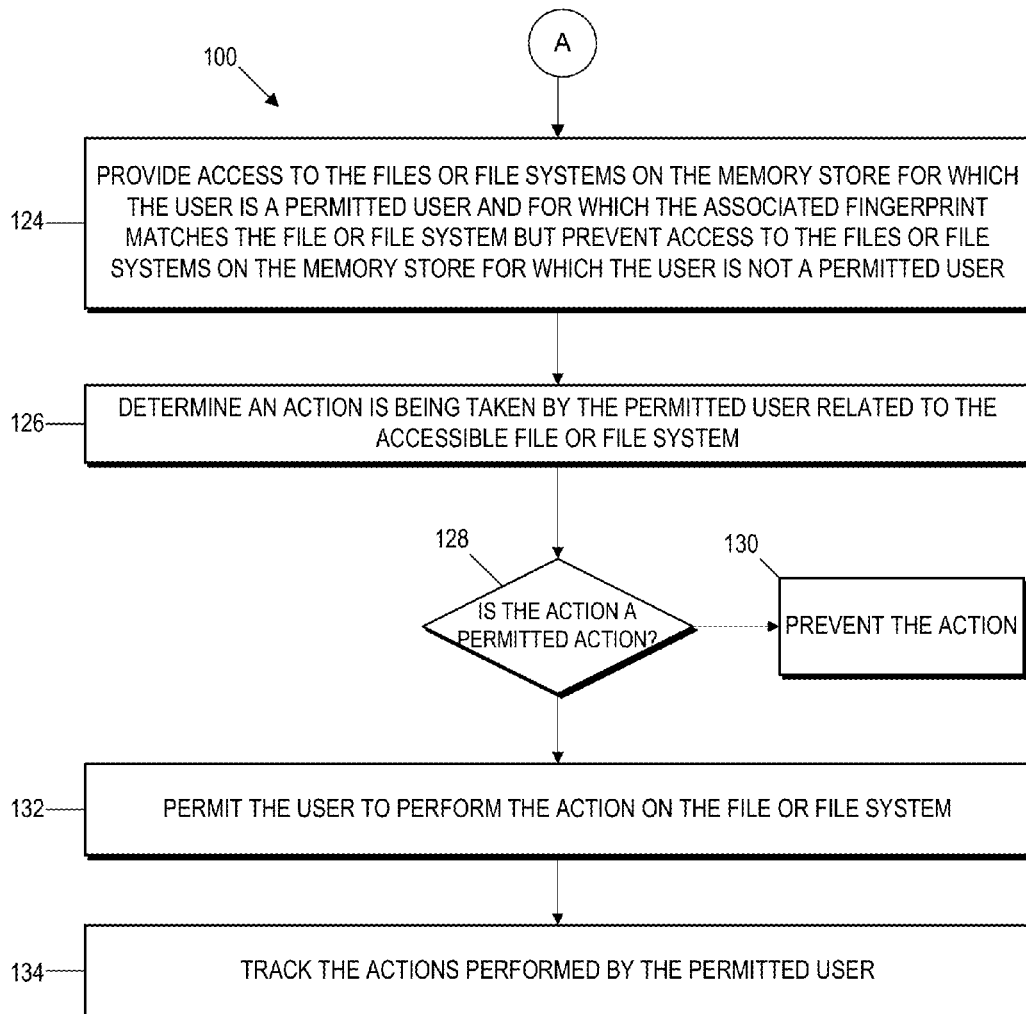 A
100
PROVIDE ACCESS TO THE FILES OR FILE SYSTEMS ON THE MEMORY STORE FOR WHICH
THE USER IS A PERMITTED USER AND FOR WHICH THE ASSOCIATED FINGERPRINT
MATCHES THE FILE OR FILE SYSTEM BUT PREVENT ACCESS TO THE FILES OR FILE
SYSTEMS ON THE MEMORY STORE FOR WHICH THE USER IS NOT A PERMITTED USER
124
DETERMINE AN ACTION IS BEING TAKEN BY THE PERMITTED USER RELATED TO THE
ACCESSIBLE FILE OR FILE SYSTEM
126
128
IS THE ACTION A
PERMITTED ACTION?
130
PREVENT THE ACTION
132
PERMIT THE USER TO PERFORM THE ACTION ON THE FILE OR FILE SYSTEM
134
TRACK THE ACTIONS PERFORMED BY THE PERMITTED USER